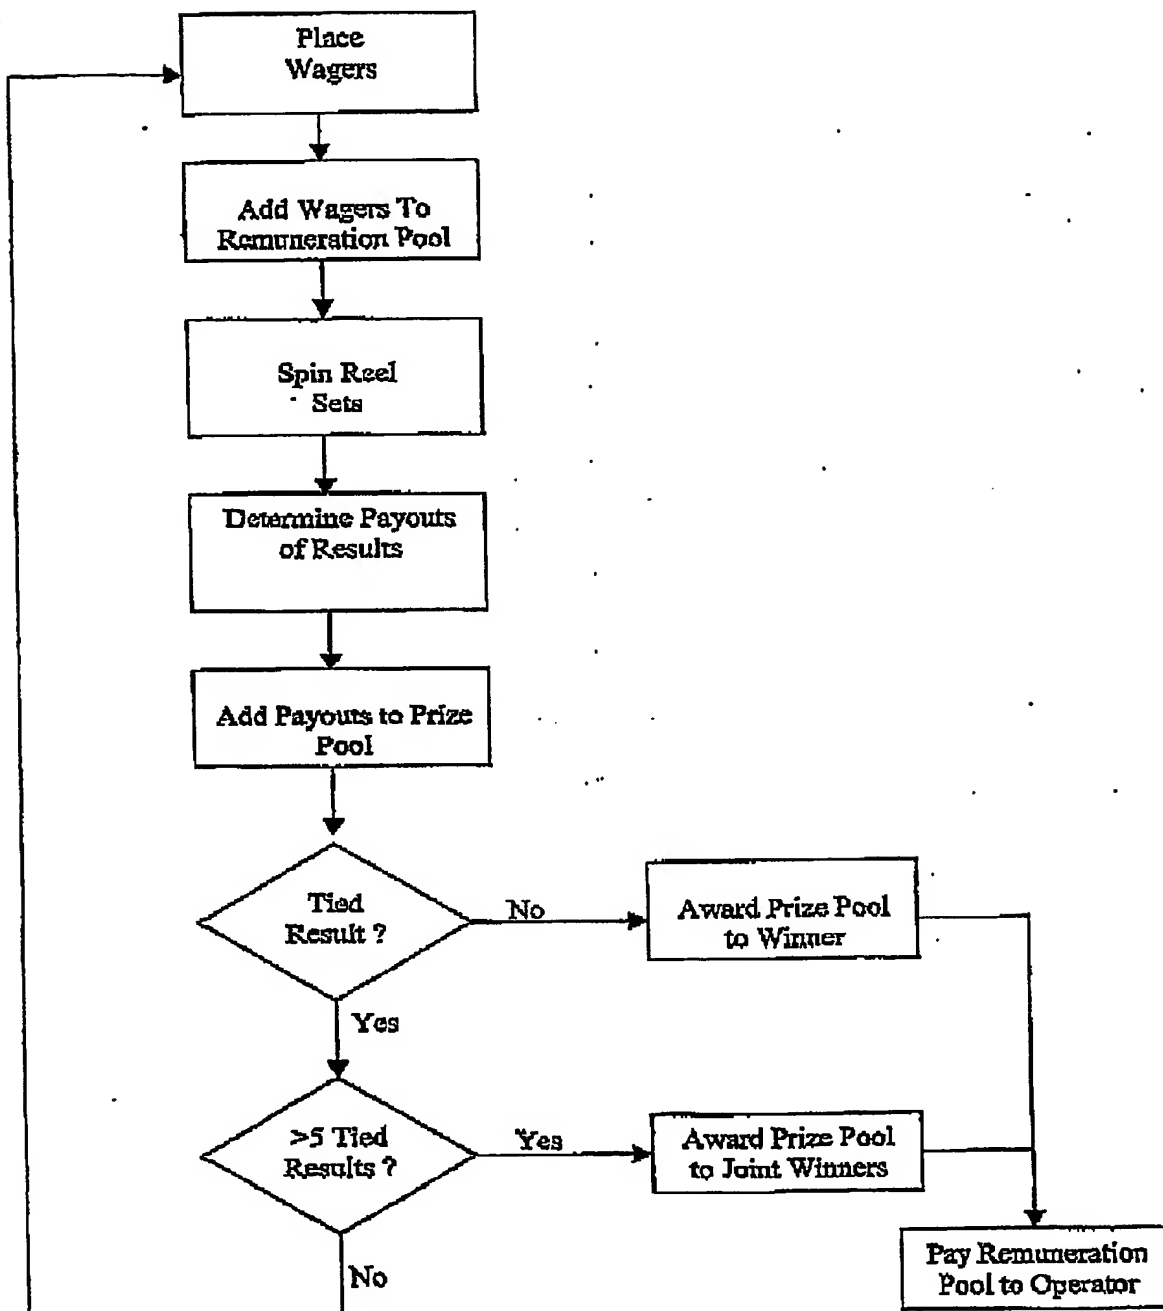 Place
Wagers
Add Wagers To
Remuneration Pool
Spin Reel
Sets
Determine Payouts
of Results
Add Payouts to Prize
Pool
Tied
Result ?
No
Award Prize Pool
to Winner
Yes
>5 Tied
Results ?
Yes
Award Prize Pool
to Joint Winners
No
Pay Remuneration
Pool to Operator